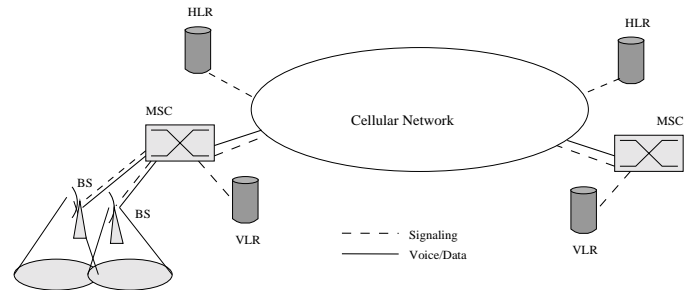 HLR
HLR
MSC
Cellular Network
MSC
BS
BS
VLR
VLR
Signaling
Voice/Data